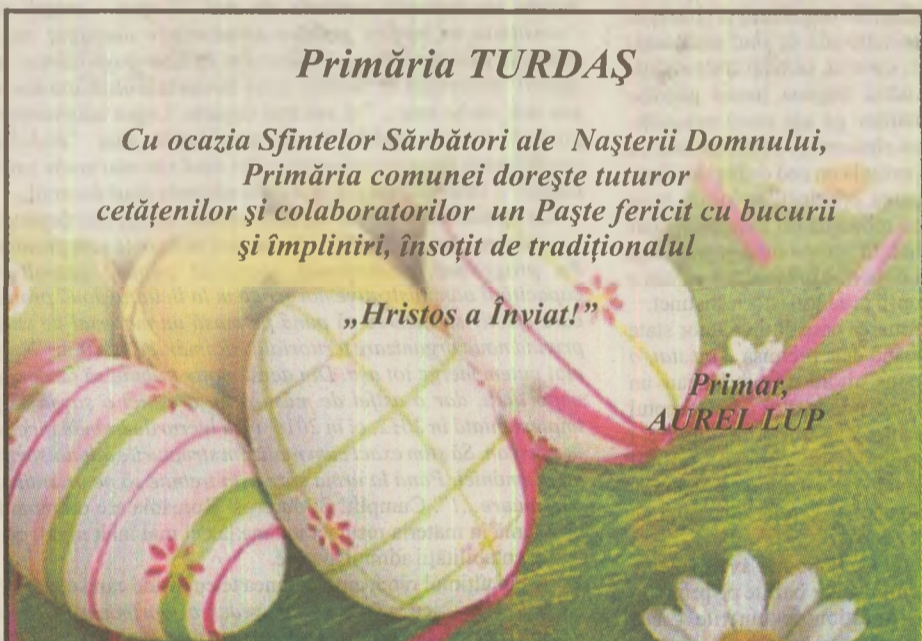 Primăria TURDAŞ
Cu ocazia Sfintelor Sărbători ale Naşterii Domnului,
Primăria comunei doreşte tuturor
cetăţenilor şi colaboratorilor un Paşte fericit cu bucurii
şi împliniri, însoţit de tradiţionalul
„Hristos a Înviat!”
Primar,
AUREL LUP